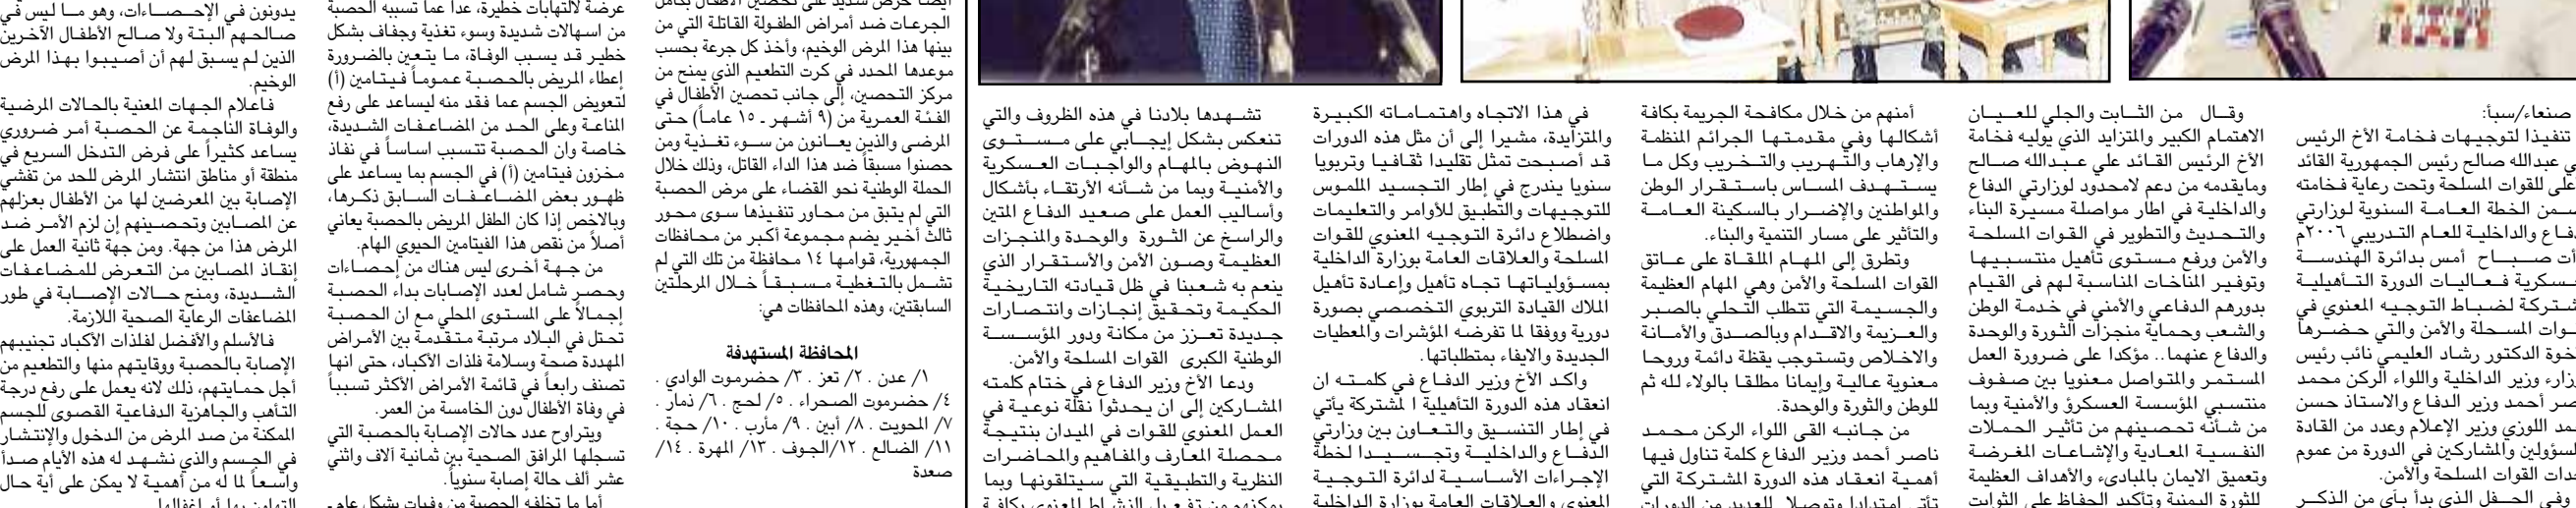 صنعاء/سبأ:
تنفيذا لتوجيهات فخامة الأخ الرئيس
عبدالله صالح رئيس الجمهورية القائد
للقوات المسلحة وتحت رعاية فخامته
الخطة العامة السنوية لوزارتي
والداخلية للعام التدريبي ٢٠٠٦م
صباح أمس بدائرة الهندسة
فعاليات الدورة التأهيلية
لضباط التوجيه المعنوي في
المسحلة والأمن والتي حضرها
الدكتور رشاد العليمي نائب رئيس
وزير الداخلية واللواء الركن محمد
أحمد وزير الدفاع والاستاذ حسن
اللوزي وزير الإعلام وعدد من القادة
والمشاركين في الدورة من عموم
القوات المسلحة والأمن.
وفي الحفل الذي بدأ بآي من الذكر
وقال من الثابت والجلي للعيان
الاهتمام الكبير والمتزايد الذي يوليه فخامة
الأخ الرئيس القائد علي عبدالله صالح
ومايقدمه من دعم لامحدود لوزارتي الدفاع
والداخلية في اطار مواصلة مسيرة البناء
والتحديث والتطوير في القوات المسلحة
والأمن ورفع مستوى تأهيل منتسبيها
وتوفير المناخات المناسبة لهم فى القيام
بدورهم الدفاعي والأمني في خدمة الوطن
والشعب وحماية منجزات الثورة والوحدة
والدفاع عنهما.. مؤكدا على ضرورة العمل
المستمر والمتواصل معنويا بين صفوف
منتسبي المؤسسة العسكرؤ والأمنية وبما
من شأنه تحصينهم من تأثير الحملات
النفسية المعادية والإشاعات المغرضة
وتعميق الايمان بالمبادىء والأهداف العظيمة
للثورة اليمنية وتأكيد الحفاظ على الثوابت
أمنهم من خلال مكافحة الجريمة بكافة
أشكالها وفي مقدمتها الجرائم المنظمة
والإرهاب والتهريب والتخريب وكل ما
يستهدف المساس باستقرار الوطن
والمواطنين والإضرار بالسكينة العامة
والتأثير على مسار التنمية والبناء.
وتطرق إلى المهام الملقاة على عاتق
القوات المسلحة والأمن وهي المهام العظيمة
والجسيمة التي تتطلب التحلي بالصبر
والعزيمة والاقدام وبالصدق والأمانة
والاخلاص وتستوجب يقظة دائمة وروحا
معنوية عالية وإيمانا مطلقا بالولاء لله ثم
للوطن والثورة والوحدة.
من جانبه القى اللواء الركن محمد
ناصر أحمد وزير الدفاع كلمة تناول فيها
أهمية انعقاد هذه الدورة المشتركة التي
تأتي امتدادا وتوصيلا للعديد من الدورات
في هذا الاتجاه واهتماماته الكبيرة
والمتزايدة، مشيرا إلى أن مثل هذه الدورات
قد أصبحت تمثل تقليدا ثقافيا وتربويا
سنويا يندرج في إطار التجسيد الملموس
للتوجيهات والتطبيق للأوامر والتعليمات
واضطلاع دائرة التوجيه المعنوي للقوات
المسلحة والعلاقات العامة بوزارة الداخلية
بمسؤولياتها تجاه تأهيل وإعادة تأهيل
الملاك القيادة التربوي التخصصي بصورة
دورية ووفقا لما تفرضه المؤشرات والمعطيات
الجديدة والايفاء بمتطلباتها.
واكد الأخ وزير الدفاع في كلمته ان
انعقاد هذه الدورة التأهيلية ا لمشتركة يأتي
في إطار التنسيق والتعاون بين وزارتي
الدفاع والداخلية وتجسيدا لخطة
الإجراءات الأساسية لدائرة التوجية
المعنوي والعلاقات العامة بوزارة الداخلية
تشهدها بلادنا في هذه الظروف والتي
تنعكس بشكل إيجابي على مستوى
النهوض بالمهام والواجبات العسكرية
والأمنية وبما من شأنه الأرتقاء بأشكال
وأساليب العمل على صعيد الدفاع المتين
والراسخ عن الثورة والوحدة والمنجزات
العظيمة وصون الأمن والأستقرار الذي
ينعم به شعبنا في ظل قيادته التاريخية
الحكيمة وتحقيق إنجازات وانتصارات
جديدة تعزز من مكانة ودور المؤسسة
الوطنية الكبرى القوات المسلحة والأمن.
ودعا الأخ وزير الدفاع في ختام كلمته
المشاركين إلى ان يحدثوا نقلة نوعية في
العمل المعنوي للقوات في الميدان بنتيجة
محصلة المعارف والمفاهيم والمحاضرات
النظرية والتطبيقية التي سيتلقونها وبما
يمكنهم من تفعيل النشاط المعنوي بكافة
أيضا حرص شديد على تحصين الأطفال بكامل
الجرعات ضد أمراض الطفولة القاتلة التي من
بينها هذا المرض الوخيم، وأخذ كل جرعة بحسب
موعدها المحدد في كرت التطعيم الذي يمنح من
مركز التحصين، إلى جانب تحصين الأطفال في
الفئة العمرية من (٩ أشهر ـ ١٥ عاماً) حتى
المرضى والذين يعانون من سوء تغذية ومن
حصنوا مسبقاً ضد هذا الداء القاتل، وذلك خلال
الحملة الوطنية نحو القضاء على مرض الحصبة
التي لم يتبق من محاور تنفيذها سوى محور
ثالث أخير يضم مجموعة أكبر من محافظات
الجمهورية، قوامها ١٤ محافظة من تلك التي لم
تشمل بالتغطية مسبقاً خلال المرحلتين
السابقتين، وهذه المحافظات هي:
المحافظة المستهدفة
١/ عدن . ٢/ تعز . ٣/ حضرموت الوادي .
٤/ حضرموت الصحراء . ٥/ لحج . ٦/ ذمار .
٧/ المحويت . ٨/ أبين . ٩/ مأرب . ١٠/ حجة .
١١/ الضالع . ١٢/الجوف . ١٣/ المهرة . ١٤/
صعدة
عرضة لالتهابات خطيرة، عدا عما تسببه الحصبة
من اسهالات شديدة وسوء تغذية وجفاف بشكل
خطير قد يسبب الوفاة، ما يتعين بالضرورة
إعطاء المريض بالحصبة عموماً فيتامين (أ)
لتعويض الجسم عما فقد منه ليساعد على رفع
المناعة وعلى الحد من المضاعفات الشديدة،
خاصة وان الحصبة تتسبب اساساً في نفاذ
مخزون فيتامين (أ) في الجسم بما يساعد على
ظهور بعض المضاعفات السابق ذكرها،
وبالاخص إذا كان الطفل المريض بالحصبة يعاني
أصلاً من نقص هذا الفيتامين الحيوي الهام.
من جهة أخرى ليس هناك من إحصاءات
وحصر شامل لعدد الإصابات بداء الحصبة
إجمالاً على المستوى المحلي مع ان الحصبة
تحتل في البلاد مرتبة متقدمة بين الأمراض
المهددة صحة وسلامة فلذات الأكباد، حتى انها
تصنف رابعاً في قائمة الأمراض الأكثر تسبباً
في وفاة الأطفال دون الخامسة من العمر.
ويتراوح عدد حالات الإصابة بالحصبة التي
تسجلها المرافق الصحية بين ثمانية آلاف واثني
عشر ألف حالة إصابة سنوياً.
أما ما تخلفه الحصبة من وفيات بشكل عام ـ
يدونون في الإحصاءات، وهو ما ليس في
صالحهم البتة ولا صالح الأطفال الآخرين
الذين لم يسبق لهم أن أصيبوا بهذا المرض
الوخيم.
فاعلام الجهات المعنية بالحالات المرضية
والوفاة الناجمة عن الحصبة أمر ضروري
يساعد كثيراً على فرض التدخل السريع في
منطقة أو مناطق انتشار المرض للحد من تفشي
الإصابة بين المعرضين لها من الأطفال بعزلهم
عن المصابين وتحصينهم إن لزم الأمر ضد
المرض هذا من جهة. ومن جهة ثانية العمل على
إنقاذ المصابين من التعرض للمضاعفات
الشديدة، ومنح حالات الإصابة في طور
المضاعفات الرعاية الصحية اللازمة.
فالأسلم والأفضل لفلذات الأكباد تجنيبهم
الإصابة بالحصبة ووقايتهم منها والتطعيم من
أجل حمايتهم، ذلك لانه يعمل على رفع درجة
التأهب والجاهزية الدفاعية القصوى للجسم
الممكنة من صد المرض من الدخول والإنتشار
في الجسم والذي نشهد له هذه الأيام صدأ
واسعاً لما له من أهمية لا يمكن على أية حال
التهاون بها أو إغفالها.